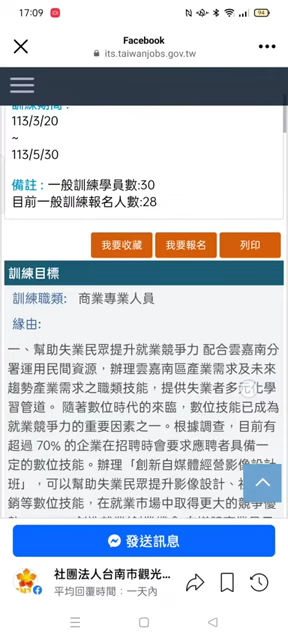 17:09
94
Facebook
its.taiwanjobs.gov.tw
訓練期間：
113/3/20
~
113/5/30
備註：一般訓練學員數:30
目前一般訓練報名人數:28
我要收藏
我要報名
列印
訓練目標
訓練職類: 商業專業人員
緣由:
一、幫助失業民眾提升就業競爭力 配合雲嘉南分
署運用民間資源，辦理雲嘉南區產業需求及未來
趨勢產業需求之職類技能，提供失業者多元化學
習管道。 隨著數位時代的來臨，數位技能已成為
就業競爭力的重要因素之一。根據調查，目前有
超過 70% 的企業在招聘時會要求應聘者具備一
定的數位技能。辦理「創新自媒體經營影像設計
班」，可以幫助失業民眾提升影像設計、社
銷等數位技能，在就業市場中取得更大的競爭優
發送訊息
社團法人台南市觀光...
平均回覆時間：一天內